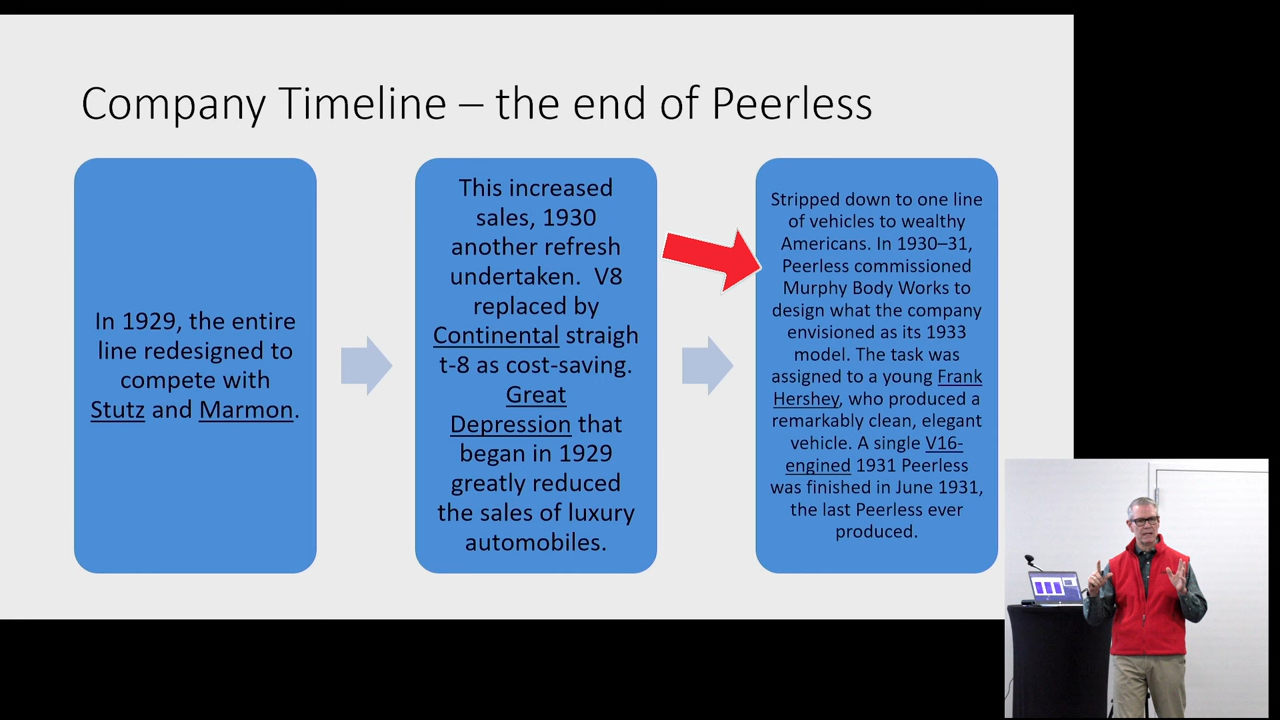 Company Timeline – the end of Peerless
In 1929, the entire
line redesigned to
compete with
Stutz and Marmon.
This increased
sales, 1930
another refresh
undertaken.  V8
replaced by
Continental straigh
t-8 as cost-saving.
Great
Depression that
began in 1929
greatly reduced
the sales of luxury
automobiles.
Stripped down to one line
of vehicles to wealthy
Americans. In 1930–31,
Peerless commissioned
Murphy Body Works to
design what the company
envisioned as its 1933
model. The task was
assigned to a young Frank
Hershey, who produced a
remarkably clean, elegant
vehicle. A single V16-
engined 1931 Peerless
was finished in June 1931,
the last Peerless ever
produced.